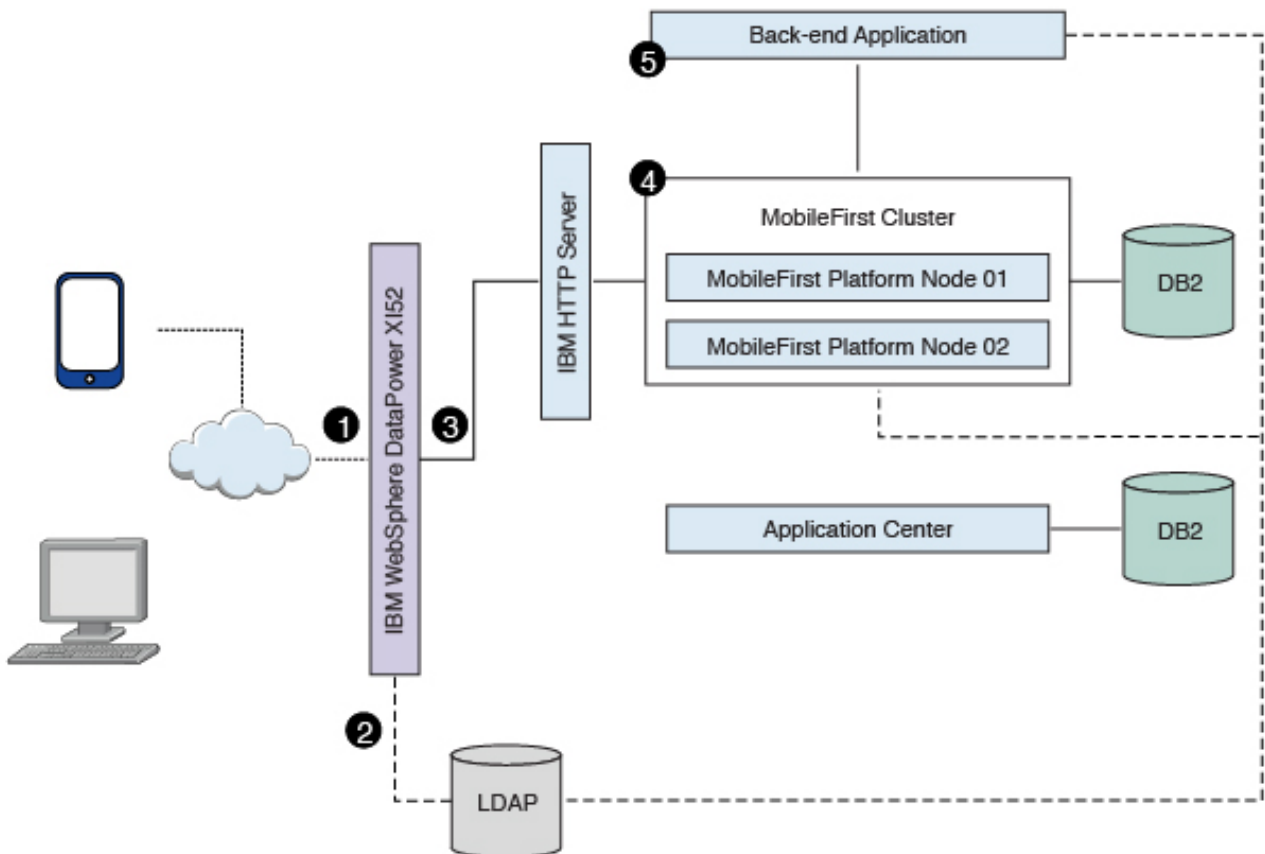 Back-end Application
5
4
MobileFirst Cluster
IBM HTTP Server
MobileFirst Platform Node 01
MobileFirst Platform Node 02
DB2
IBM WebSphere DataPower XI52
1
3
Application Center
DB2
2
LDAP